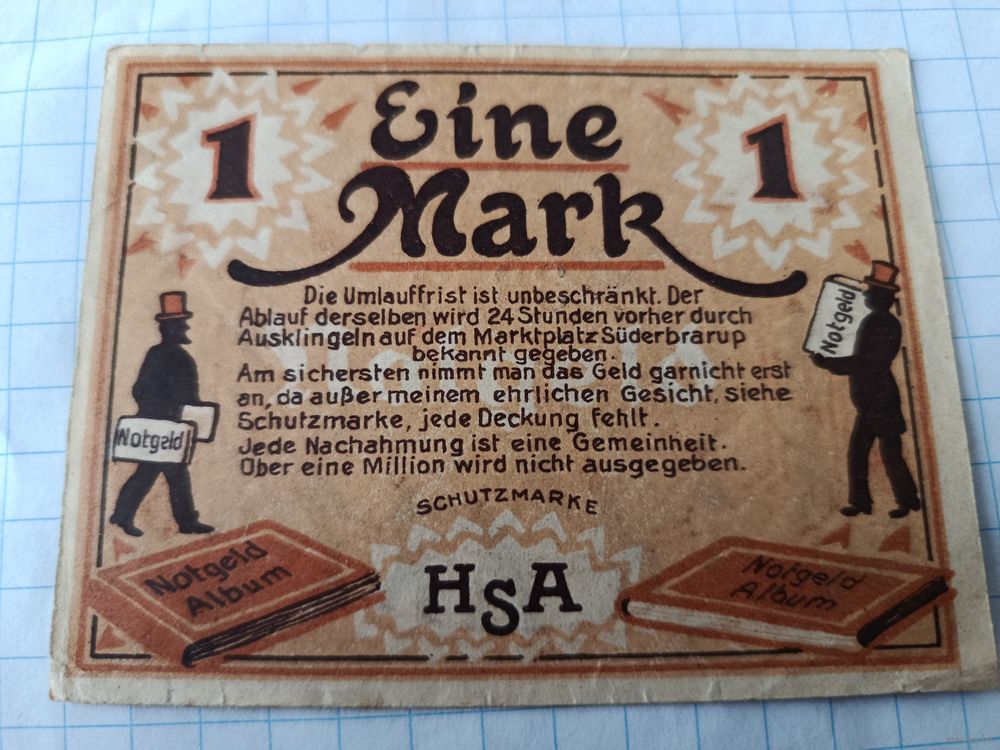 1 Eine 1
Mark
Die Umlauffrist ist unbeschränkt. Der
Ablauf derselben wird 24 Stunden vorher durch
Ausklingeln auf dem Marktplatz Süderbrarup
bekannt gegeben.
Am sichersten nimmt man das Geld garnicht erst
an, da außer meinem ehrlichen Gesicht, siehe
Schutzmarke, jede Deckung fehlt.
Jede Nachahmung ist eine Gemeinheit.
Über eine Million wird nicht ausgegeben.
Notgeld
Notgeld
SCHUTZMARKE
HSA
Notgeld
Album
Notgeld
Album